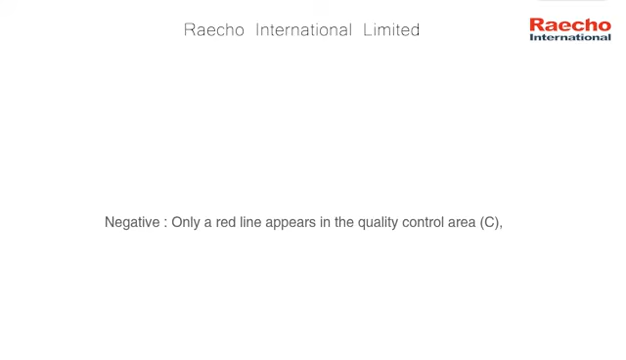 Raecho International Limited
Raecho
International
Negative : Only a red line appears in the quality control area (C),